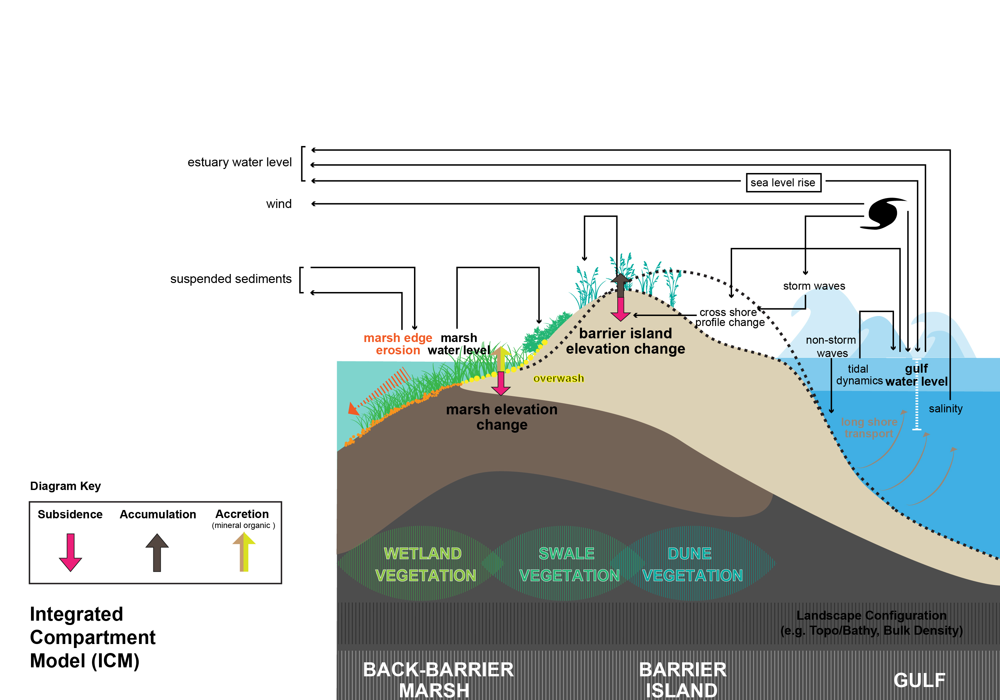 estuary water level
sea level rise
wind
suspended sediments
storm waves
cross shore
profile change
marsh edge
erosion
marsh
water level
barrier island
elevation change
non-storm
waves
tidal
dynamics
gulf
water level
overwash
salinity
marsh elevation
change
long shore
transport
Diagram Key
Subsidence
Accumulation
Accretion
(mineral organic )
WETLAND
VEGETATION
SWALE
VEGETATION
DUNE
VEGETATION
Integrated
Compartment
Model (ICM)
Landscape Configuration
(e.g. Topo/Bathy, Bulk Density)
BACK-BARRIER
MARSH
BARRIER
ISLAND
GULF